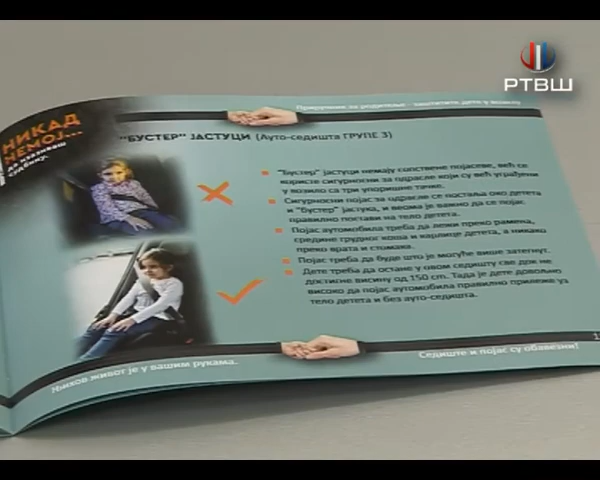 РТВШ
Приручник за родитеље - заштитите дете у возилу
НИКАД
НЕМОЈ...
да изазиваш
судбину.
"БУСТЕР" ЈАСТУЦИ (Ауто-седишта ГРУПЕ 3)
"Бустер" јастуци немају сопствене појасеве, већ се
користе сигурносни за одрасле који су већ уграђени
у возило са три упоришне тачке.
Сигурносни појас за одрасле се поставља око детета
и "бустер" јастука, и веома је важно да се појас
правилно постави на тело детета.
Појас аутомобила треба да лежи преко рамена,
средине грудног коша и карлице детета, а никако
преко врата и стомака.
Појас треба да буде што је могуће више затегнут.
Дете треба да остане у овом седишту све док не
достигне висину од 150 cm. Тада је дете довољно
високо да појас аутомобила правилно прилеже уз
тело детета и без ауто-седишта.
Њихов живот је у вашим рукама.
Седиште и појас су обавезни!